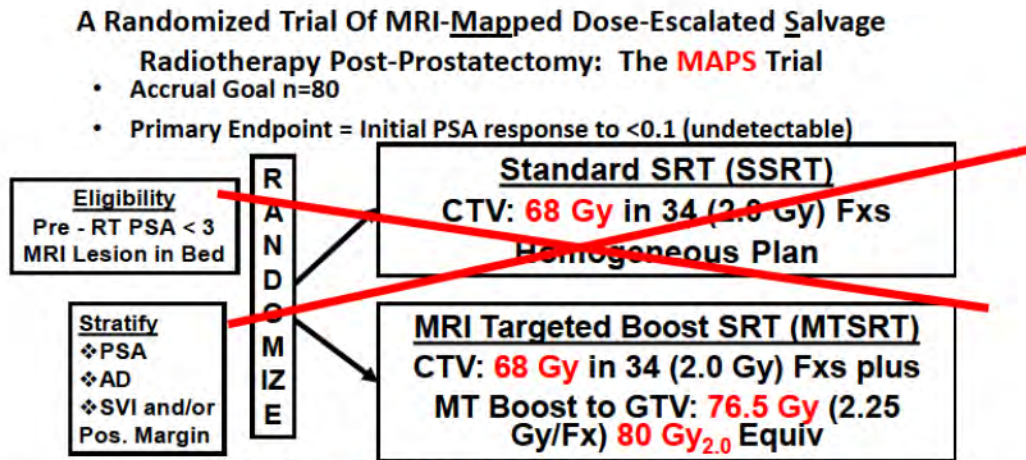 A Randomized Trial Of MRI-Mapped Dose-Escalated Salvage
Radiotherapy Post-Prostatectomy: The MAPS Trial
• Accrual Goal n=80
• Primary Endpoint = Initial PSA response to <0.1 (undetectable)
Eligibility
Pre - RT PSA < 3
MRI Lesion in Bed
Stratify
❖PSA
❖AD
❖SVI and/or
Pos. Margin
R
A
N
D
O
M
IZ
E
Standard SRT (SSRT)
CTV: 68 Gy in 34 (2.0 Gy) Fxs
Homogeneous Plan
MRI Targeted Boost SRT (MTSRT)
CTV: 68 Gy in 34 (2.0 Gy) Fxs plus
MT Boost to GTV: 76.5 Gy (2.25
Gy/Fx) 80 Gy2.0 Equiv